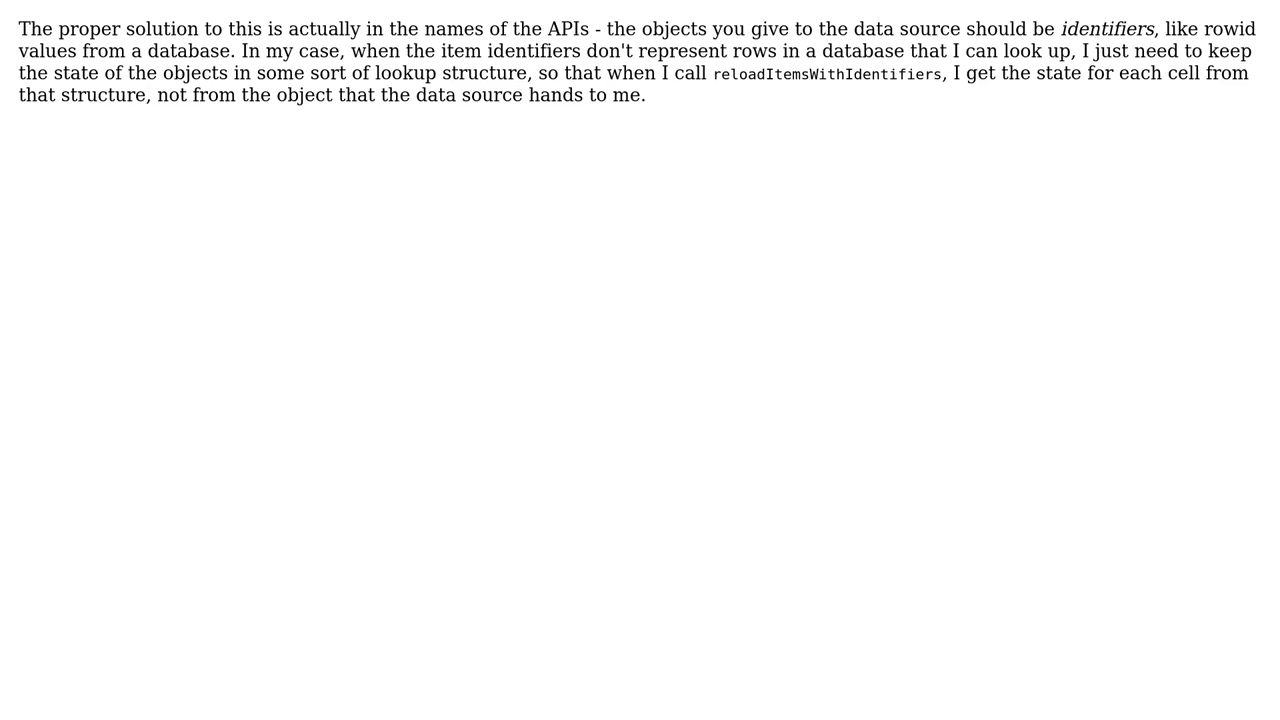 The proper solution to this is actually in the names of the APIs - the objects you give to the data source should be identifiers, like rowid
values from a database. In my case, when the item identifiers don't represent rows in a database that I can look up, I just need to keep
the state of the objects in some sort of lookup structure, so that when I call reloadItemsWithIdentifiers, I get the state for each cell from
that structure, not from the object that the data source hands to me.